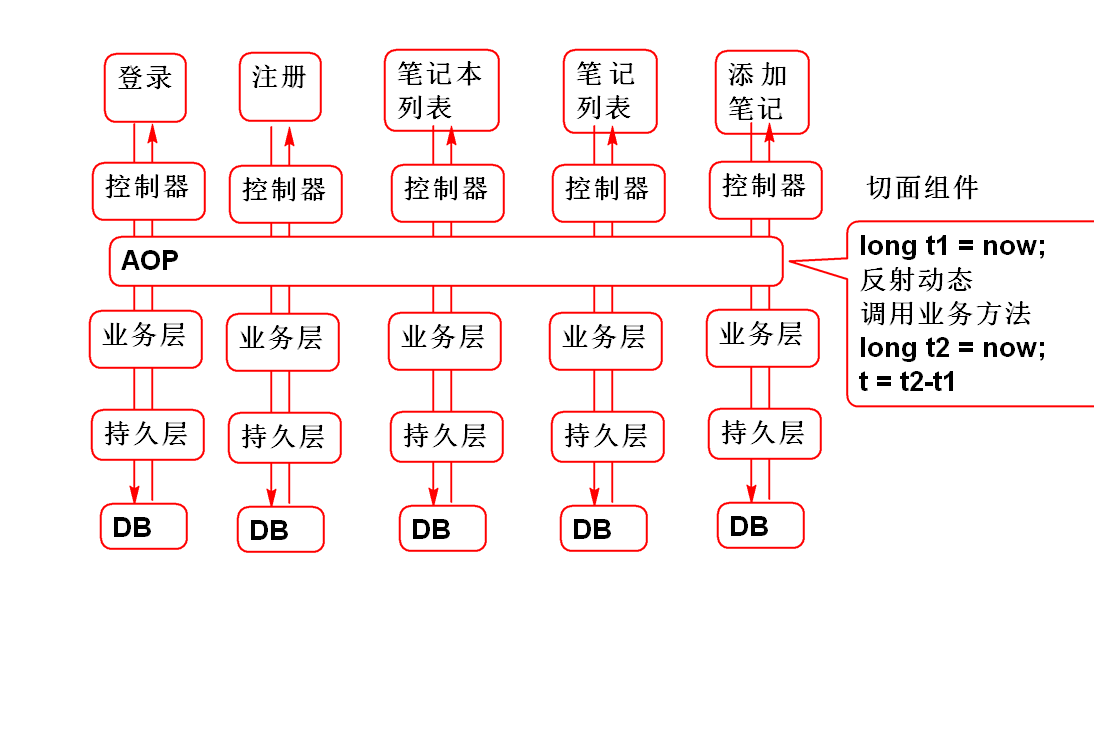 登录
注册
笔记本
列表
笔记
列表
添加
笔记
控制器
控制器
控制器
控制器
控制器
切面组件
AOP
long t1 = now;
反射动态
调用业务方法
long t2 = now;
t = t2-t1
业务层
业务层
业务层
业务层
业务层
持久层
持久层
持久层
持久层
持久层
DB
DB
DB
DB
DB